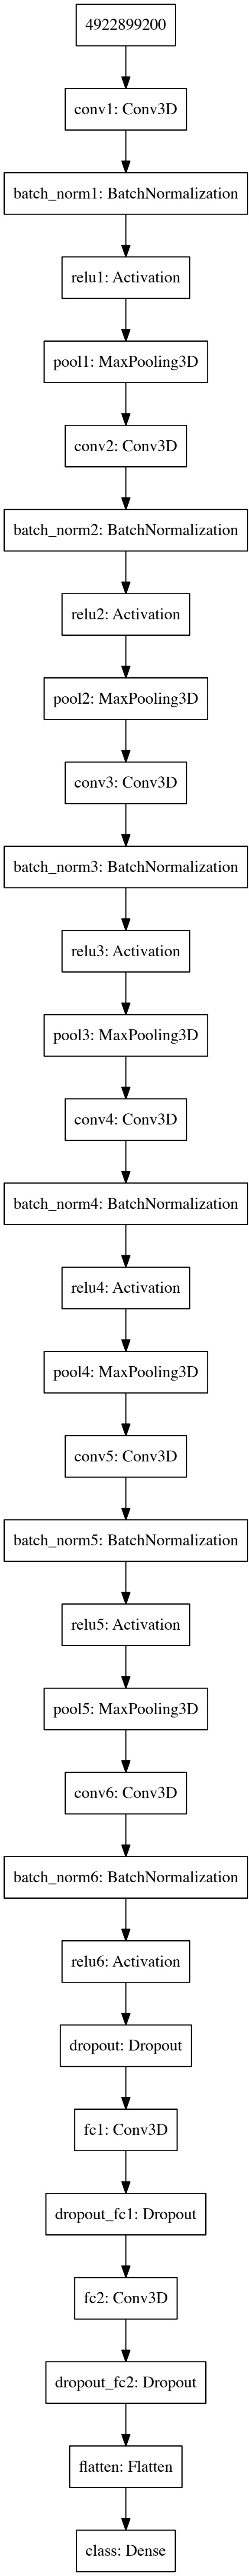 4922899200
conv1: Conv3D
batch_norm1: BatchNormalization
relu1: Activation
pool1: MaxPooling3D
conv2: Conv3D
batch_norm2: BatchNormalization
relu2: Activation
pool2: MaxPooling3D
conv3: Conv3D
batch_norm3: BatchNormalization
relu3: Activation
pool3: MaxPooling3D
conv4: Conv3D
batch_norm4: BatchNormalization
relu4: Activation
pool4: MaxPooling3D
conv5: Conv3D
batch_norm5: BatchNormalization
relu5: Activation
pool5: MaxPooling3D
conv6: Conv3D
batch_norm6: BatchNormalization
relu6: Activation
dropout: Dropout
fc1: Conv3D
dropout_fc1: Dropout
fc2: Conv3D
dropout_fc2: Dropout
flatten: Flatten
class: Dense